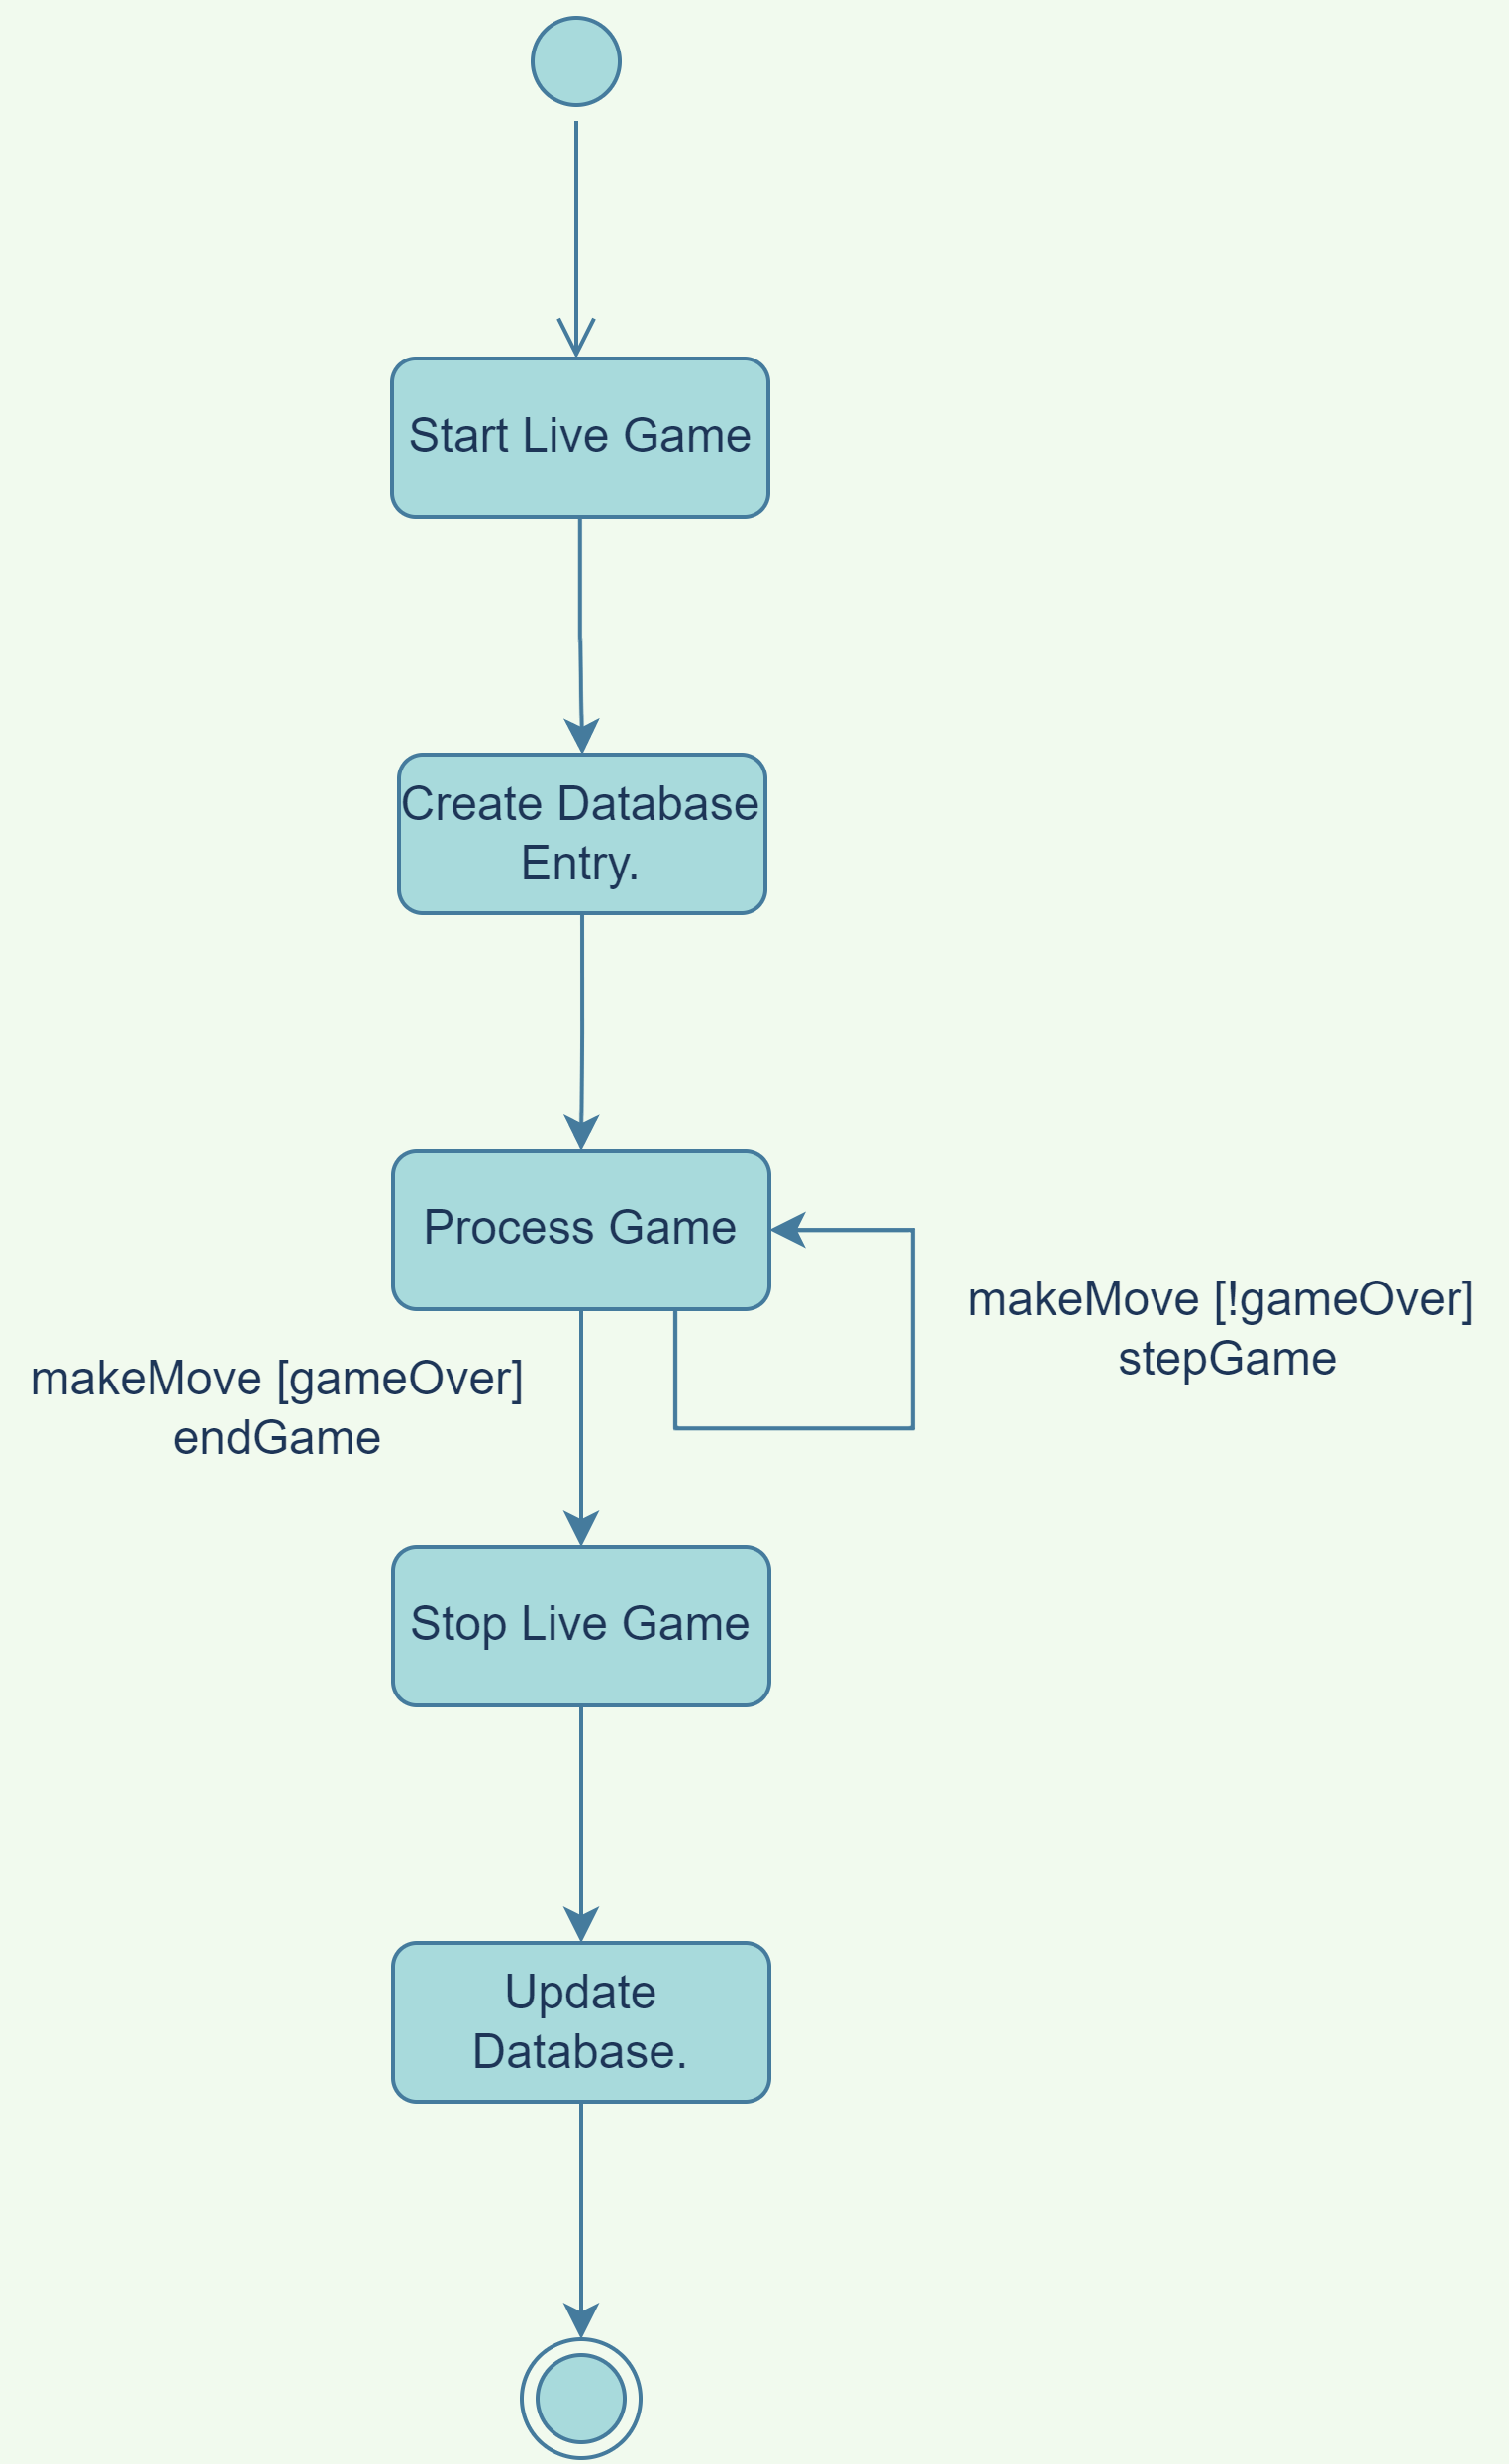 Start Live Game
Create Database
Entry.
Process Game
makeMove [!gameOver]
stepGame
makeMove [gameOver]
endGame
Stop Live Game
Update
Database.